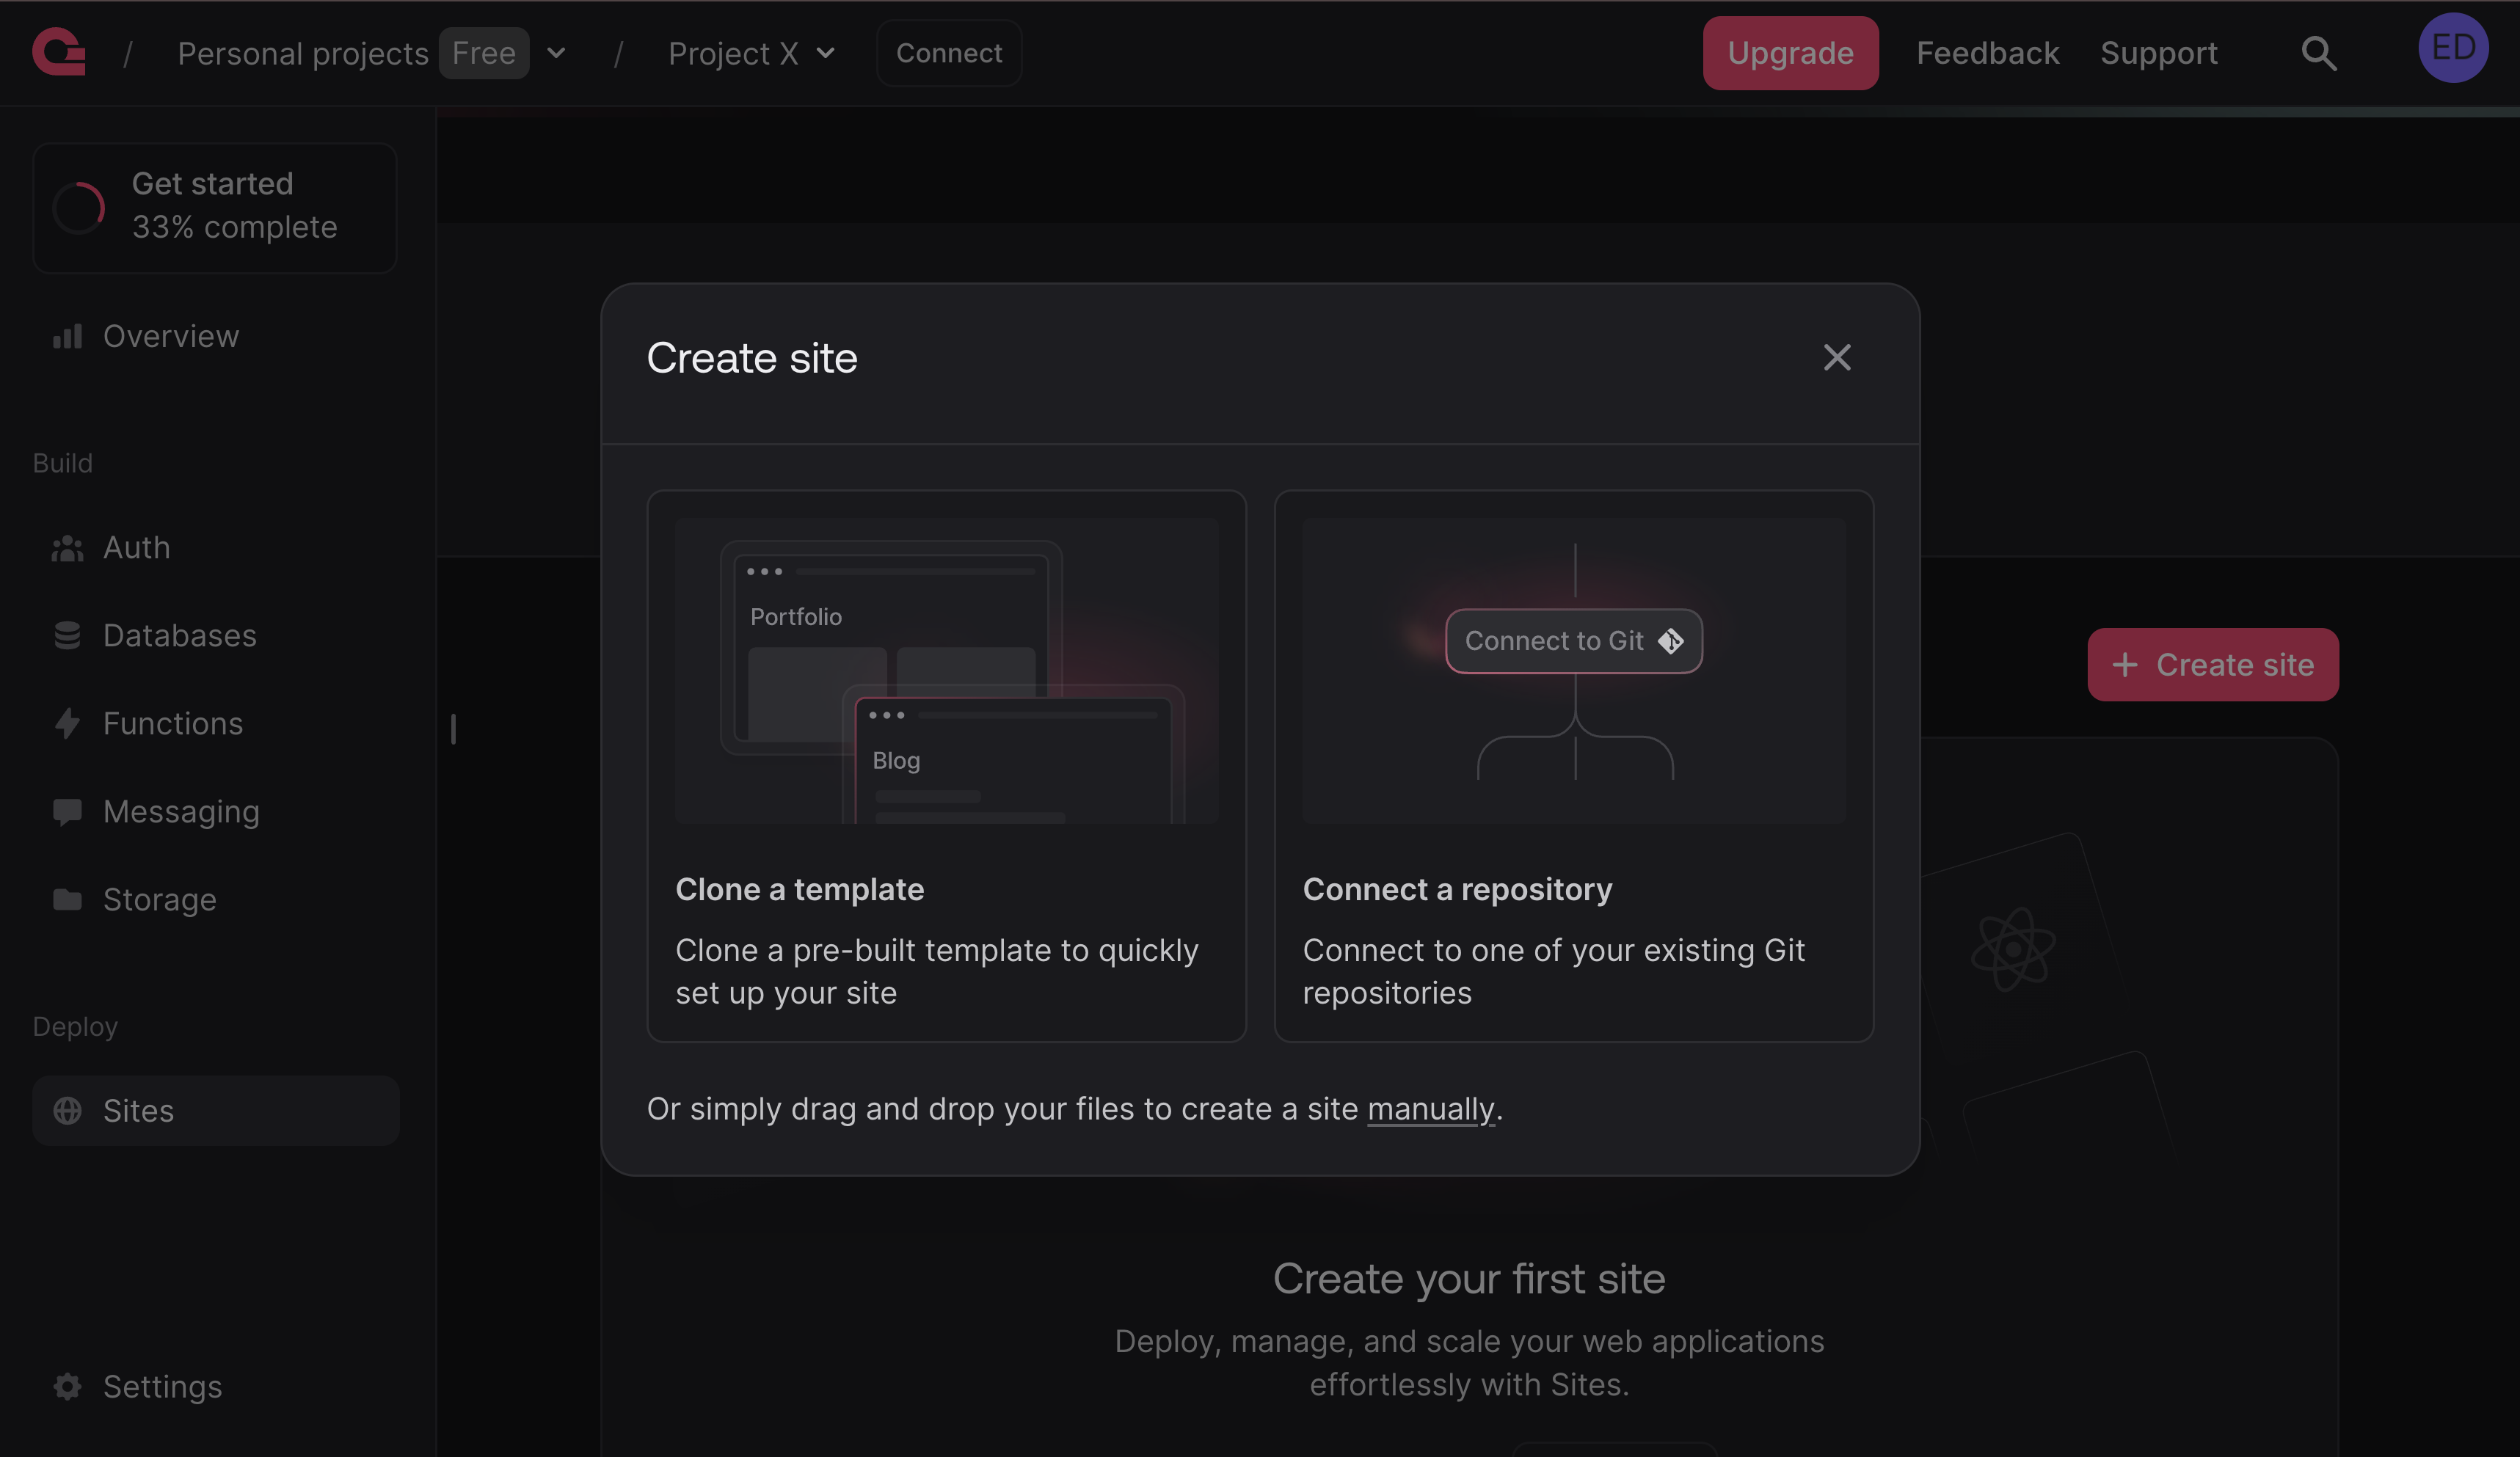 / Personal projects Free / Project X Connect Upgrade Feedback Support ED
Get started
33% complete
Overview
Build
Auth
Databases
Functions
Messaging
Storage
Deploy
Sites
Settings
Create site
Portfolio
Blog
Clone a template
Clone a pre-built template to quickly
set up your site
Connect to Git
Connect a repository
Connect to one of your existing Git
repositories
Or simply drag and drop your files to create a site manually.
+ Create site
Create your first site
Deploy, manage, and scale your web applications
effortlessly with Sites.